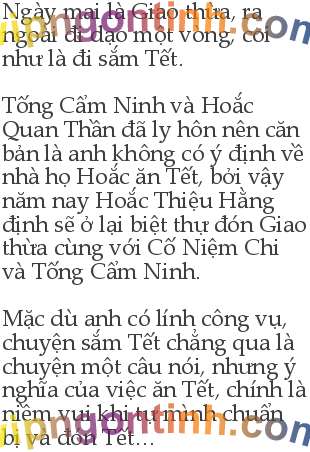 Ngày mai là Giao thừa, ra
ngoài đi dạo một vòng, coi
như là đi sắm Tết.
Tống Cẩm Ninh và Hoắc
Quan Thần đã ly hôn nên căn
bản là anh không có ý định về
nhà họ Hoắc ăn Tết, bởi vậy
năm nay Hoắc Thiệu Hằng
định sẽ ở lại biệt thự đón Giao
thừa cùng với Cố Niệm Chi
và Tống Cẩm Ninh.
Mặc dù anh có lính công vụ,
chuyện sắm Tết chẳng qua là
chuyện một câu nói, nhưng ý
nghĩa của việc ăn Tết, chính là
niềm vui khi tự mình chuẩn
bị và đón Tết...
vipngontinh.com
vipngontinh.com